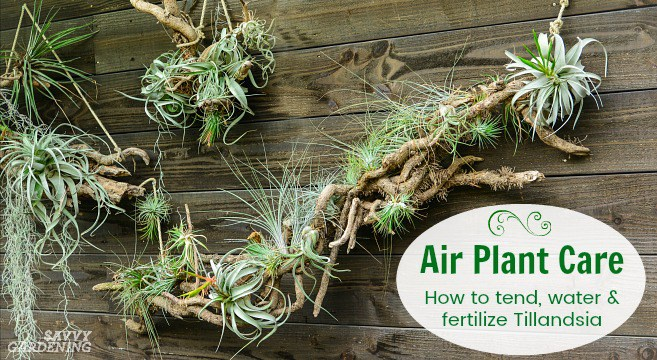 Air Plant Care
How to tend, water &
fertilize Tillandsia
SAVVY
GARDENING